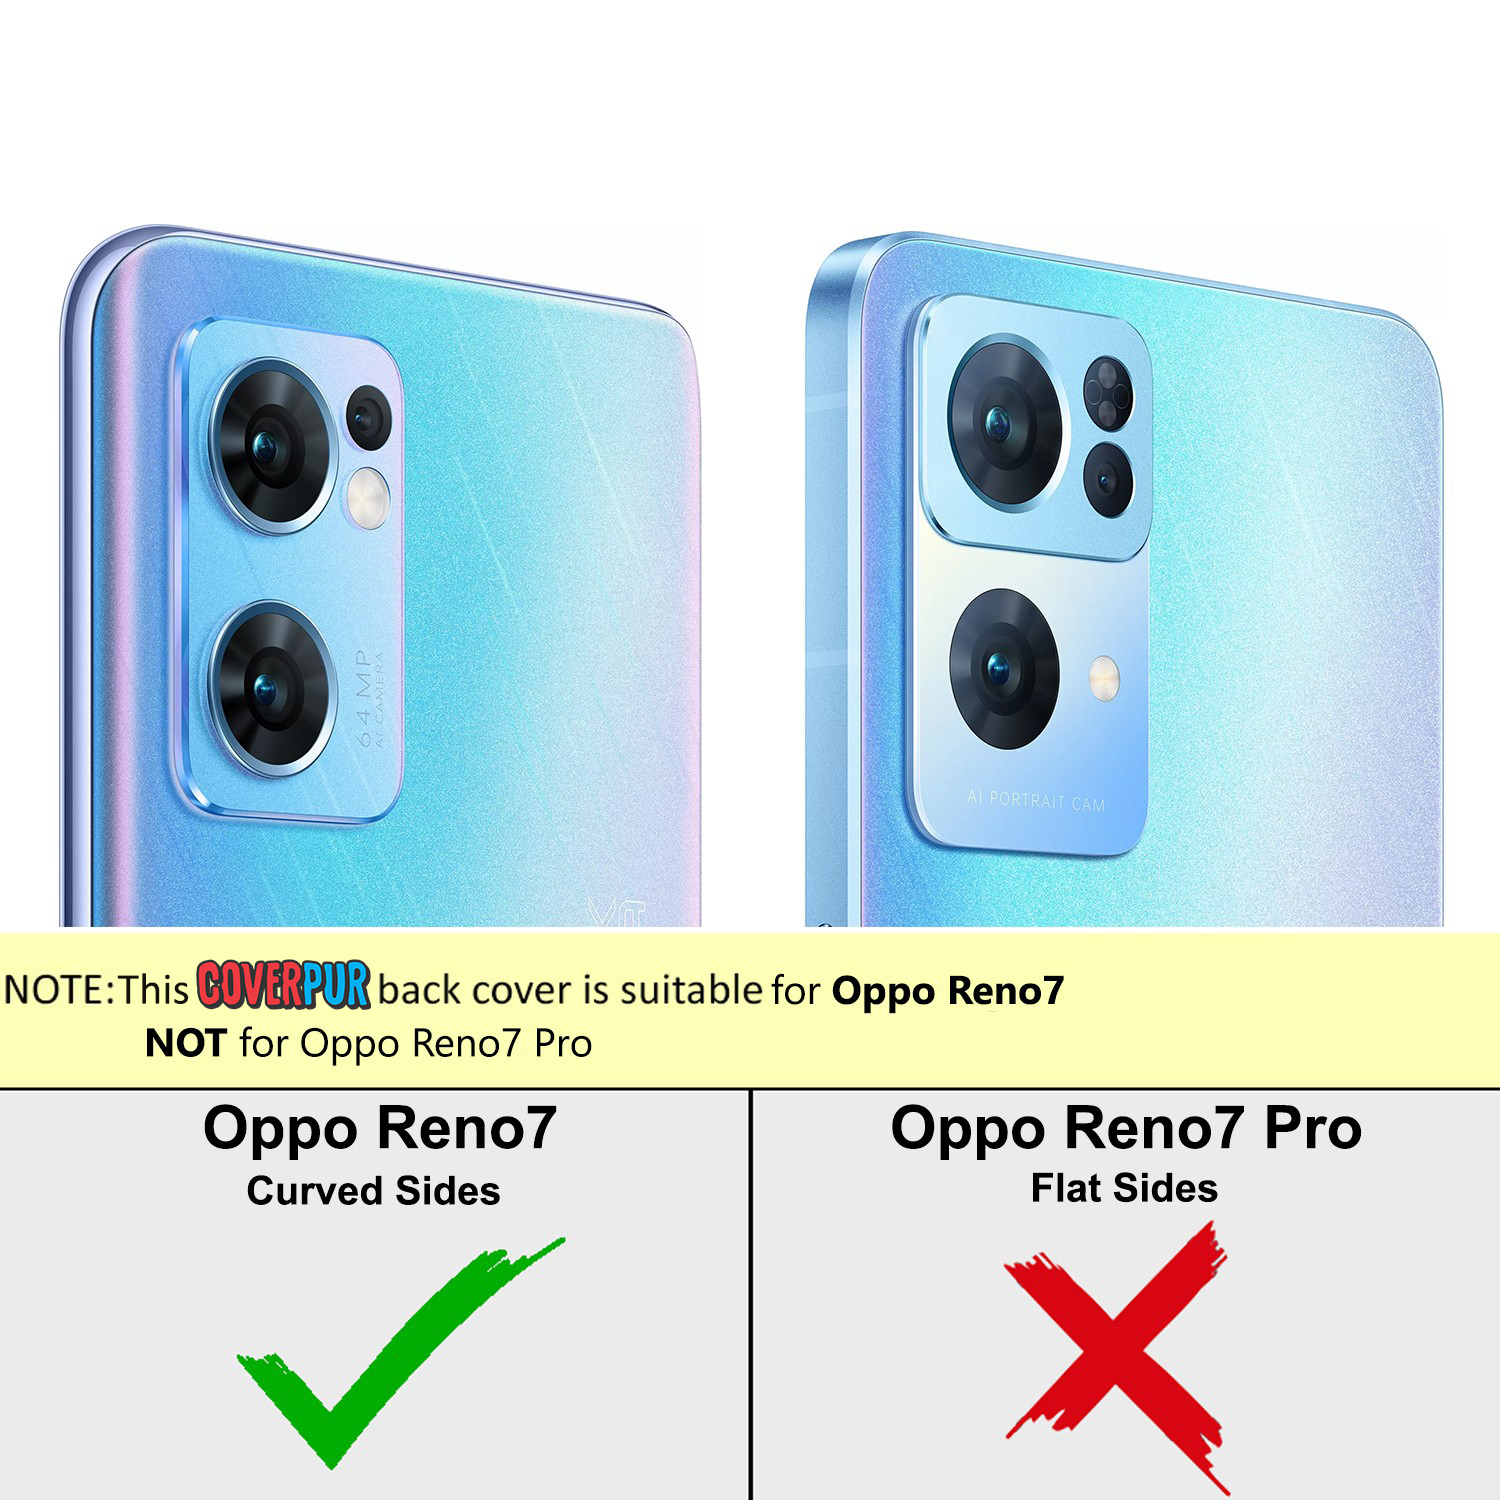 64MP
AI CAMERA
AI PORTRAIT CAM
NOTE:This COVERPUR back cover is suitable for Oppo Reno7
NOT for Oppo Reno7 Pro
Oppo Reno7
Curved Sides
Oppo Reno7 Pro
Flat Sides